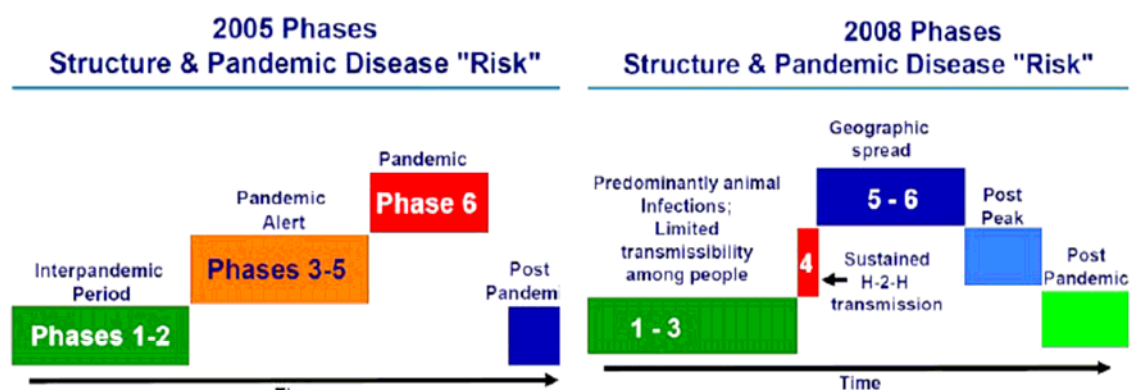 2005 Phases
Structure & Pandemic Disease "Risk"
Pandemic
Phase 6
Pandemic
Alert
Phases 3-5
Interpandemic
Period
Phases 1-2
Post
Pandemi
2008 Phases
Structure & Pandemic Disease "Risk"
Geographic
spread
5 - 6
Predominantly animal
Infections;
Limited
transmissibility
among people
Post
Peak
4
Sustained
H-2-H
transmission
Post
Pandemic
1 - 3
Time